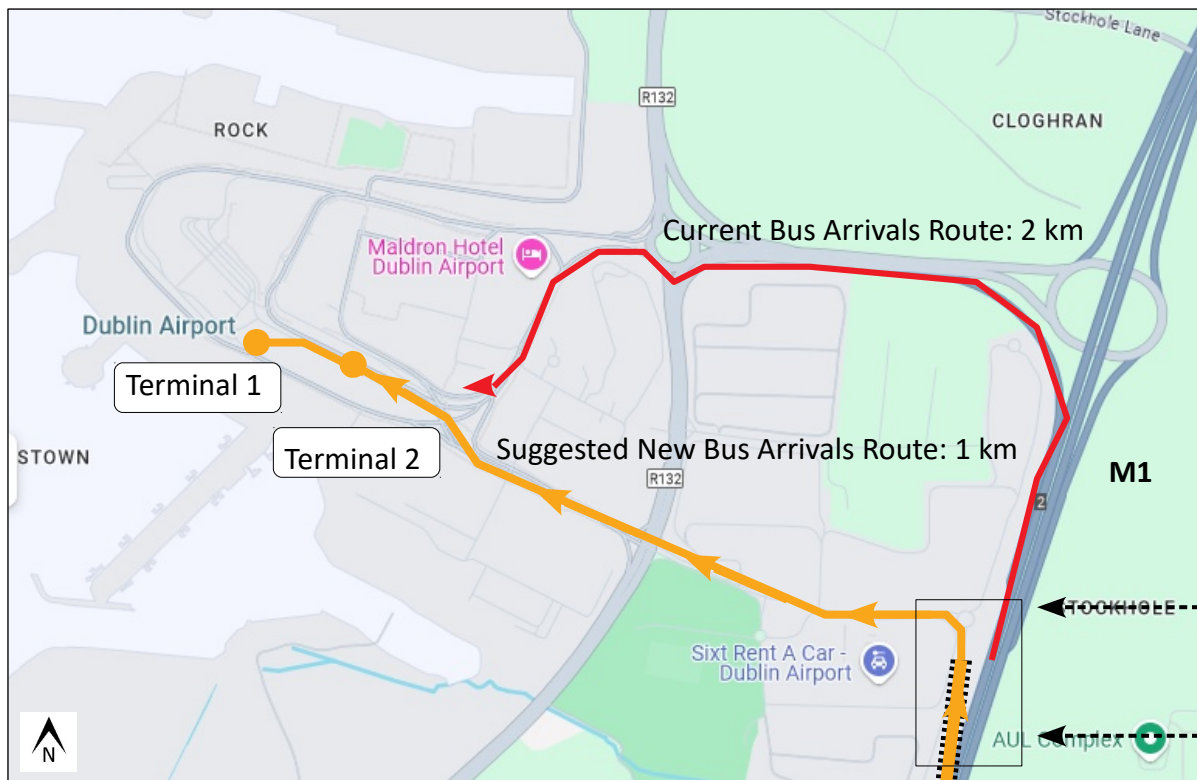 Stockhole Lane
R132
ROCK
CLOGHRAN
Current Bus Arrivals Route: 2 km
Maldron Hotel
Dublin Airport
Dublin Airport
Terminal 1
Terminal 2
Suggested New Bus Arrivals Route: 1 km
STOWN
R132
M1
2
STOCKHOLE
Sixt Rent A Car -
Dublin Airport
AUL Complex
N